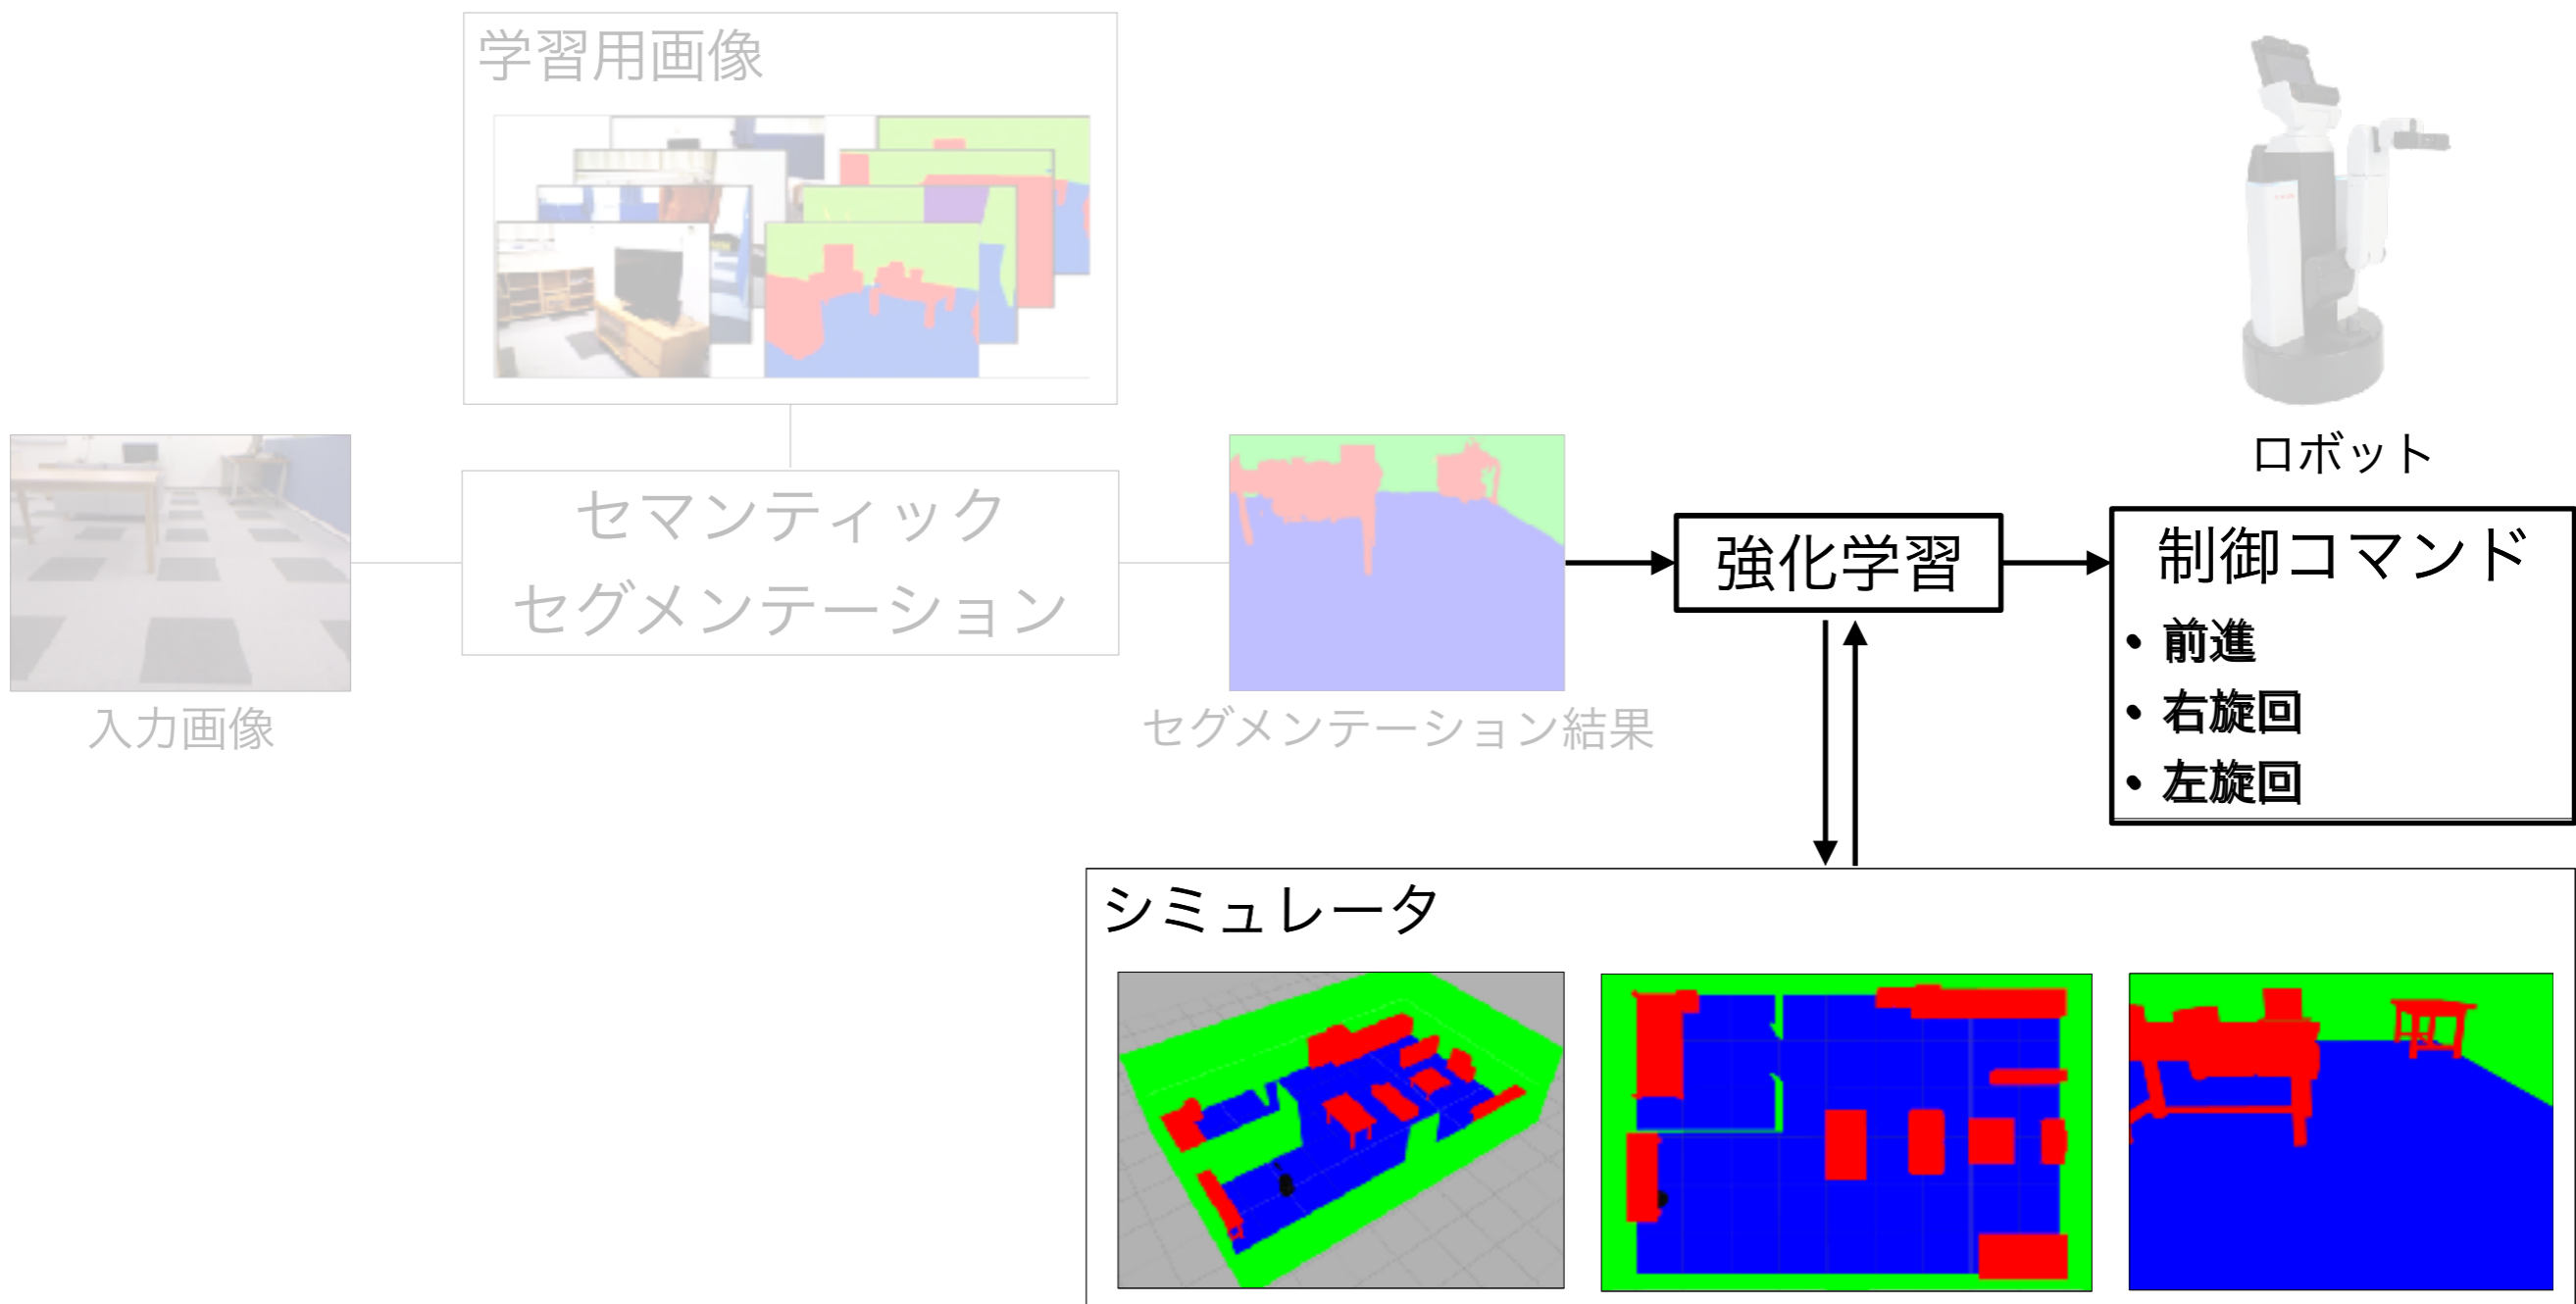 学習用画像
ロボット
入力画像
セマンティック
セグメンテーション
セグメンテーション結果
強化学習
制御コマンド
• 前進
• 右旋回
• 左旋回
シミュレータ